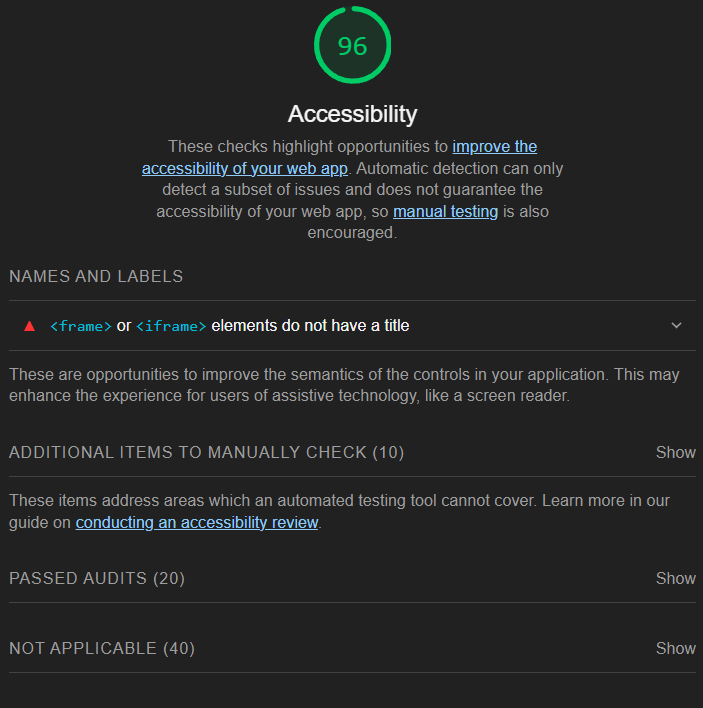 96
Accessibility
These checks highlight opportunities to improve the
accessibility of your web app. Automatic detection can only
detect a subset of issues and does not guarantee the
accessibility of your web app, so manual testing is also
encouraged.
NAMES AND LABELS
<frame> or <iframe> elements do not have a title
These are opportunities to improve the semantics of the controls in your application. This may
enhance the experience for users of assistive technology, like a screen reader.
ADDITIONAL ITEMS TO MANUALLY CHECK (10) Show
These items address areas which an automated testing tool cannot cover. Learn more in our
guide on conducting an accessibility review.
PASSED AUDITS (20) Show
NOT APPLICABLE (40) Show